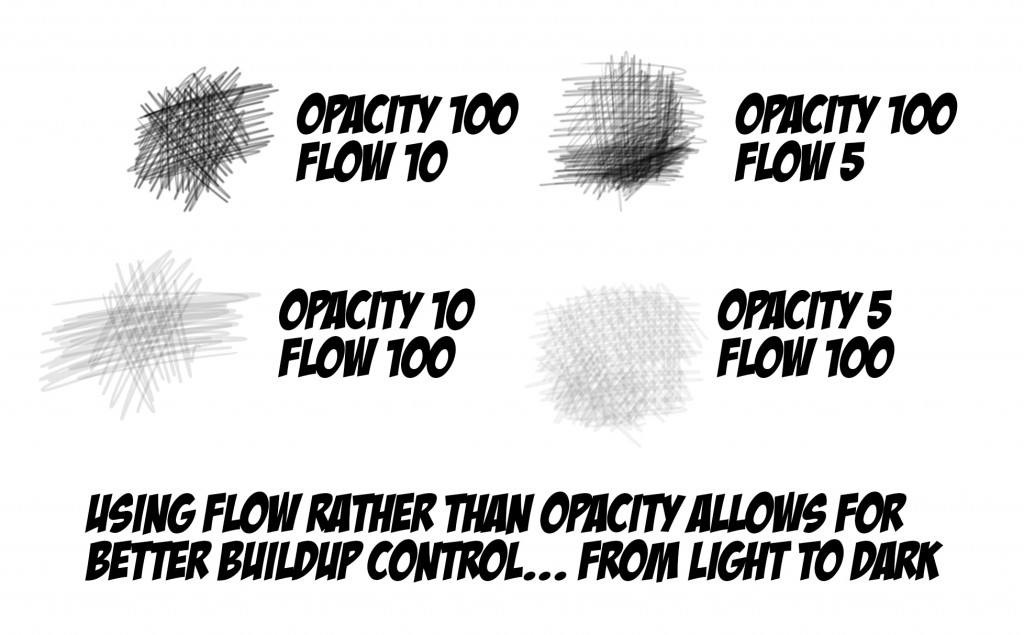 OPACITY 100
FLOW 10
OPACITY 100
FLOW 5
OPACITY 10
FLOW 100
OPACITY 5
FLOW 100
USING FLOW RATHER THAN OPACITY ALLOWS FOR
BETTER BUILDUP CONTROL... FROM LIGHT TO DARK